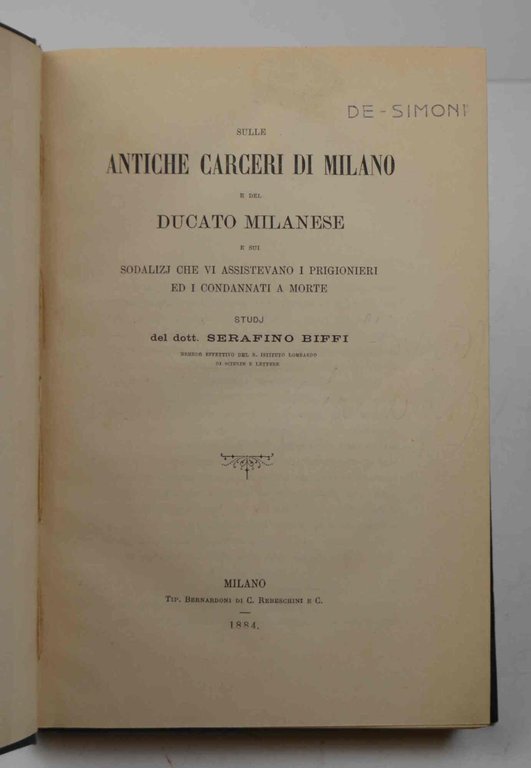 DE-SIMONI
SULLE
ANTICHE CARCERI DI MILANO
E DEL
DUCATO MILANESE
E SUI
SODALIZJ CHE VI ASSISTEVANO I PRIGIONIERI
ED I CONDANNATI A MORTE
STUDJ
del dott. SERAFINO BIFFI
MEMBRO EFFETTIVO DEL R. ISTITUTO LOMBARDO
DI SCIENZE E LETTERE
MILANO
TIP. BERNARDONI DI C. REBESCHINI E C.
1884.